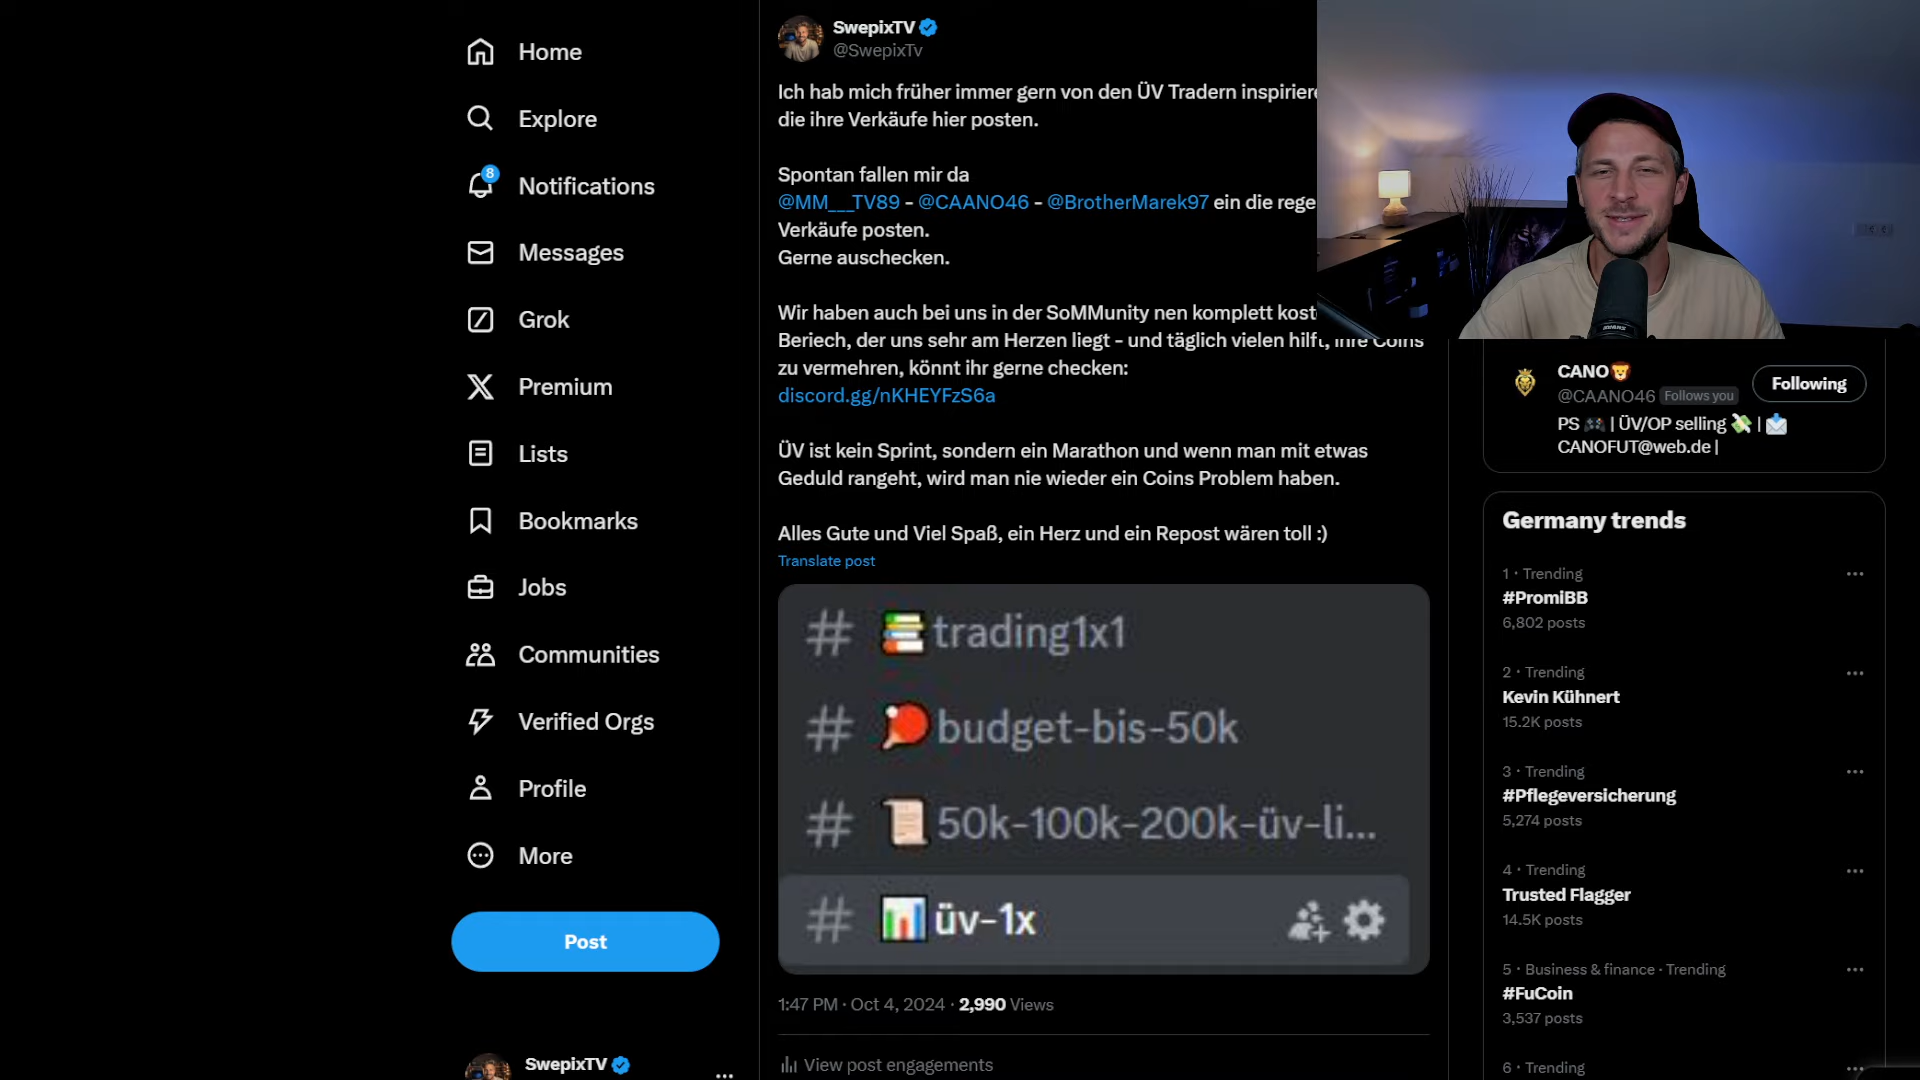 Home
Explore
8
Notifications
Messages
Grok
Premium
Lists
Bookmarks
Jobs
Communities
Verified Orgs
Profile
More
Post
SwepixTV
SwepixTV
@SwepixTv
Ich hab mich früher immer gern von den ÜV Tradern
die ihre Verkäufe hier posten.
Spontan fallen mir da
@MM___TV89 - @CAANO46 - @BrotherMarek97 ein die
Verkäufe posten.
Gerne auschecken.
Wir haben auch bei uns in der SoMMunity nen komplett
Beriech, der uns sehr am Herzen liegt - und täglich vielen hilft, ihre Coins
zu vermehren, könnt ihr gerne checken:
discord.gg/nKHEYFzS6a
ÜV ist kein Sprint, sondern ein Marathon und wenn man mit etwas
Geduld rangeht, wird man nie wieder ein Coins Problem haben.
Alles Gute und Viel Spaß, ein Herz und ein Repost wären toll :)
Translate post
# trading1x1
# budget-bis-50k
# 50k-100k-200k-üv-li...
# üv-1x
1:47 PM · Oct 4, 2024 · 2,990 Views
View post engagements
CANO
@CAANO46 Follows you
Following
PS | ÜV/OP selling |
CANOFUT@web.de |
Germany trends
1 · Trending
#PromiBB
6,802 posts
2 · Trending
Kevin Kühnert
15.2K posts
3 · Trending
#Pflegeversicherung
5,274 posts
4 · Trending
Trusted Flagger
14.5K posts
5 · Business & finance · Trending
#FuCoin
3,537 posts
6 · Trending